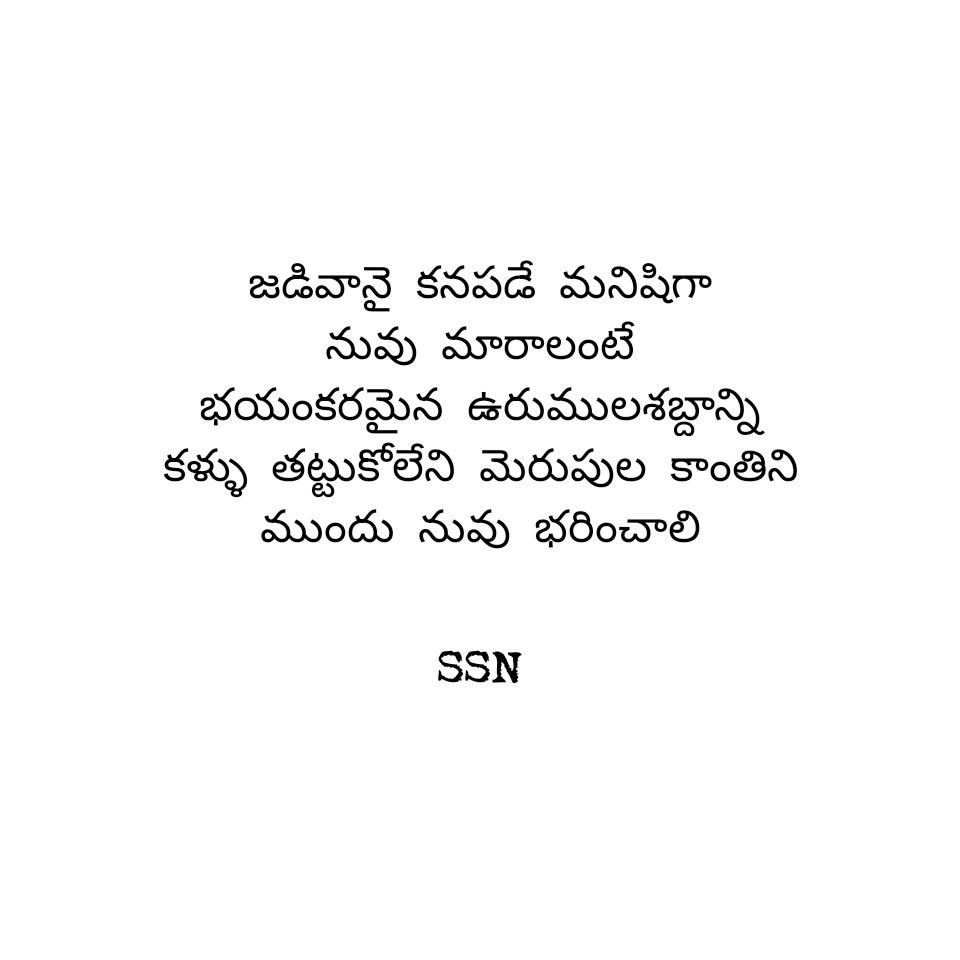 జడివానై కనపడే మనిషిగా
నువు మారాలంటే
భయంకరమైన ఉరుములశబ్దాన్ని
కళ్ళు తట్టుకోలేని మెరుపుల కాంతిని
ముందు నువు భరించాలి
SSN